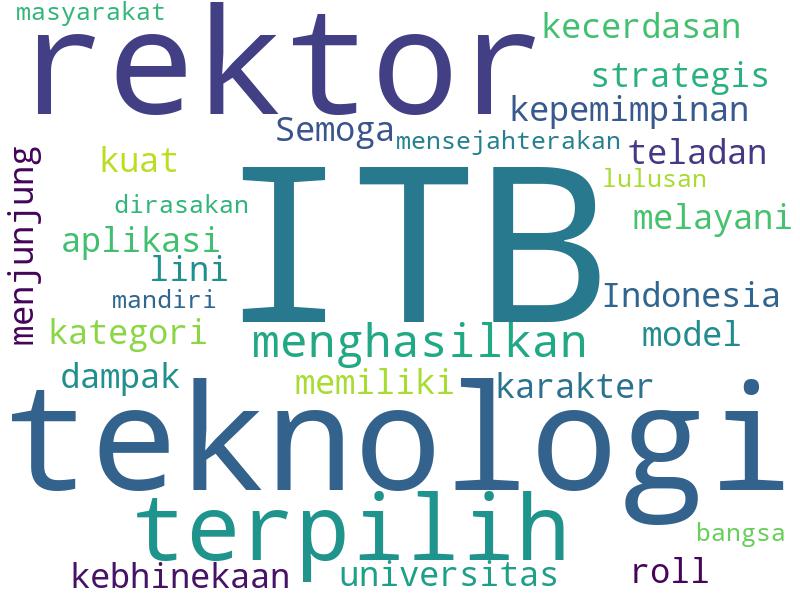 masyarakat
rektor
kecerdasan
strategis
kepemimpinan
Semoga
mensejahterakan
teladan
menjunjung
kuat
ITB
lulusan
dirasakan
melayani
aplikasi
lini
mandiri
Indonesia
kategori
menghasilkan
model
dampak
memiliki
karakter
teknologi
terpilih
bangsa
kebhinekaan
universitas
roll